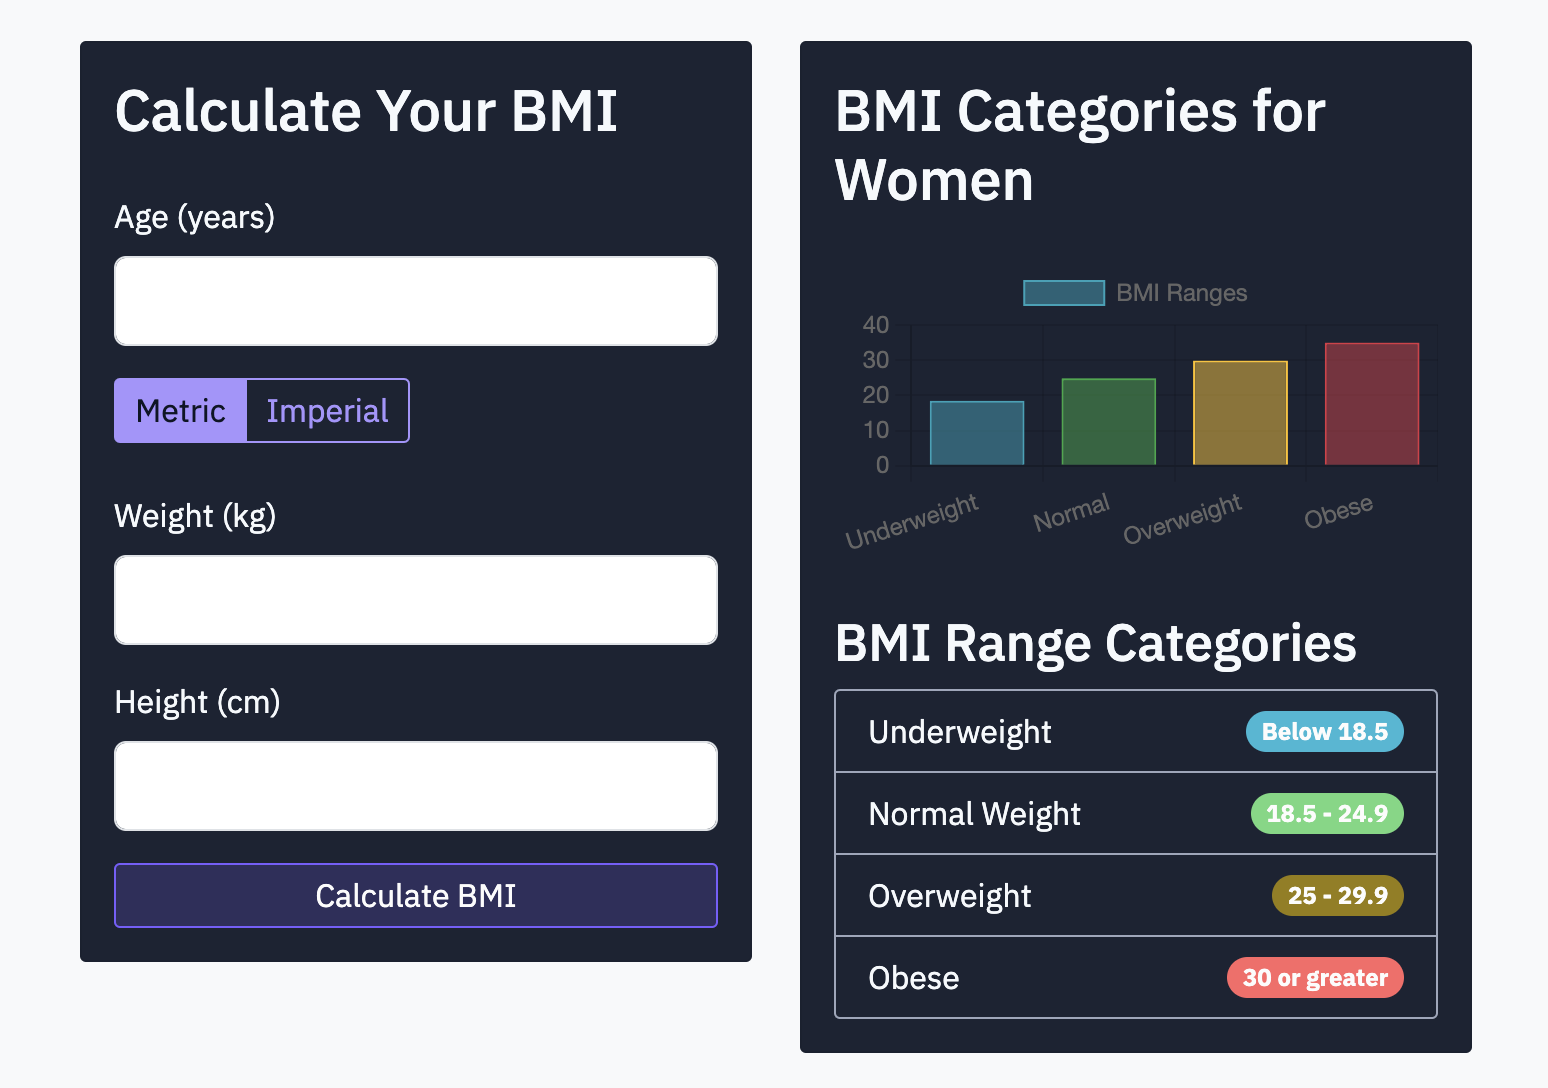 Calculate Your BMI
Age (years)
Metric Imperial
Weight (kg)
Height (cm)
Calculate BMI
BMI Categories for
Women
BMI Ranges
40
30
20
10
0
Underweight Normal Overweight Obese
BMI Range Categories
Underweight Below 18.5
Normal Weight 18.5 - 24.9
Overweight 25 - 29.9
Obese 30 or greater